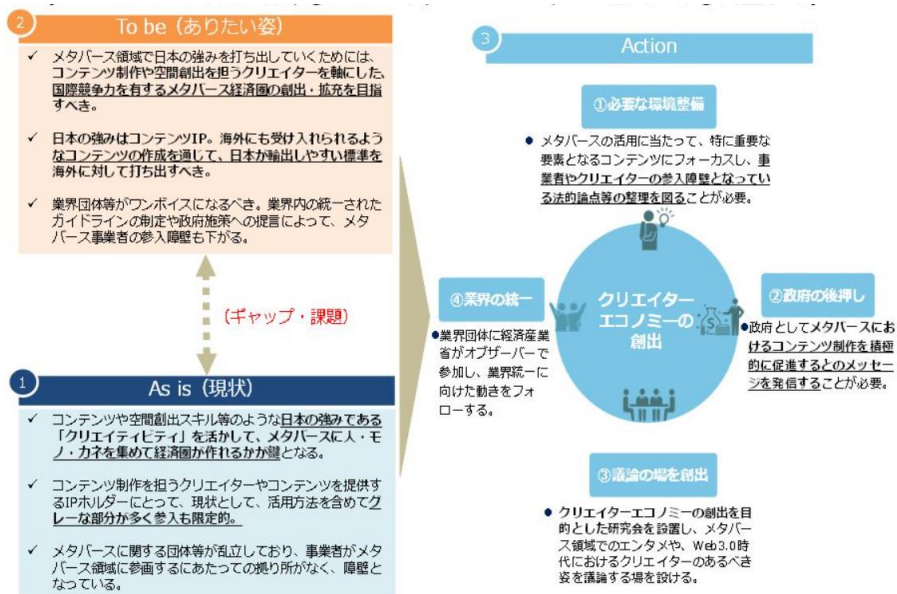 ② To be（ありたい姿）
✓ メタバース領域で日本の強みを打ち出していくためには、
コンテンツ制作や空間創出を担うクリエイターを軸にした、
国際競争力を有するメタバース経済圏の創出・拡充を目指
すべき。
✓ 日本の強みはコンテンツIP。海外にも受け入れられるよう
なコンテンツの作成を通じて、日本が輸出しやすい標準を
海外に対して打ち出すべき。
✓ 業界団体等がワンボイスになるべき。業界内の統一された
ガイドラインの制定や政府施策への提言によって、メタ
バース事業者の参入障壁も下がる。
（ギャップ・課題）
① As is（現状）
✓ コンテンツや空間創出スキル等のような日本の強みである
「クリエイティビティ」を活かして、メタバースに人・モ
ノ・カネを集めて経済圏が作れるかが鍵となる。
✓ コンテンツ制作を担うクリエイターやコンテンツを提供す
るIPホルダーにとって、現状として、活用方法を含めてグ
レーな部分が多く参入も限定的。
✓ メタバースに関する団体等が乱立しており、事業者がメタ
バース領域に参画するにあたっての拠り所がなく、障壁と
なっている。
③ Action
①必要な環境整備
● メタバースの活用に当たって、特に重要な
要素となるコンテンツにフォーカスし、事
業者やクリエイターの参入障壁となってい
る法的論点等の整理を図ることが必要。
クリエイター
エコノミーの
創出
②政府の後押し
●政府としてメタバースにお
けるコンテンツ制作を積極
的に促進するとのメッセー
ジを発信することが必要。
③議論の場を創出
● クリエイターエコノミーの創出を目
的とした研究会を設置し、メタバー
ス領域でのエンタメや、Web3.0時
代におけるクリエイターのあるべき
姿を議論する場を設ける。
④業界の統一
●業界団体に経済産業
省がオブザーバーで
参加し、業界統一に
向けた動きをフォ
ローする。